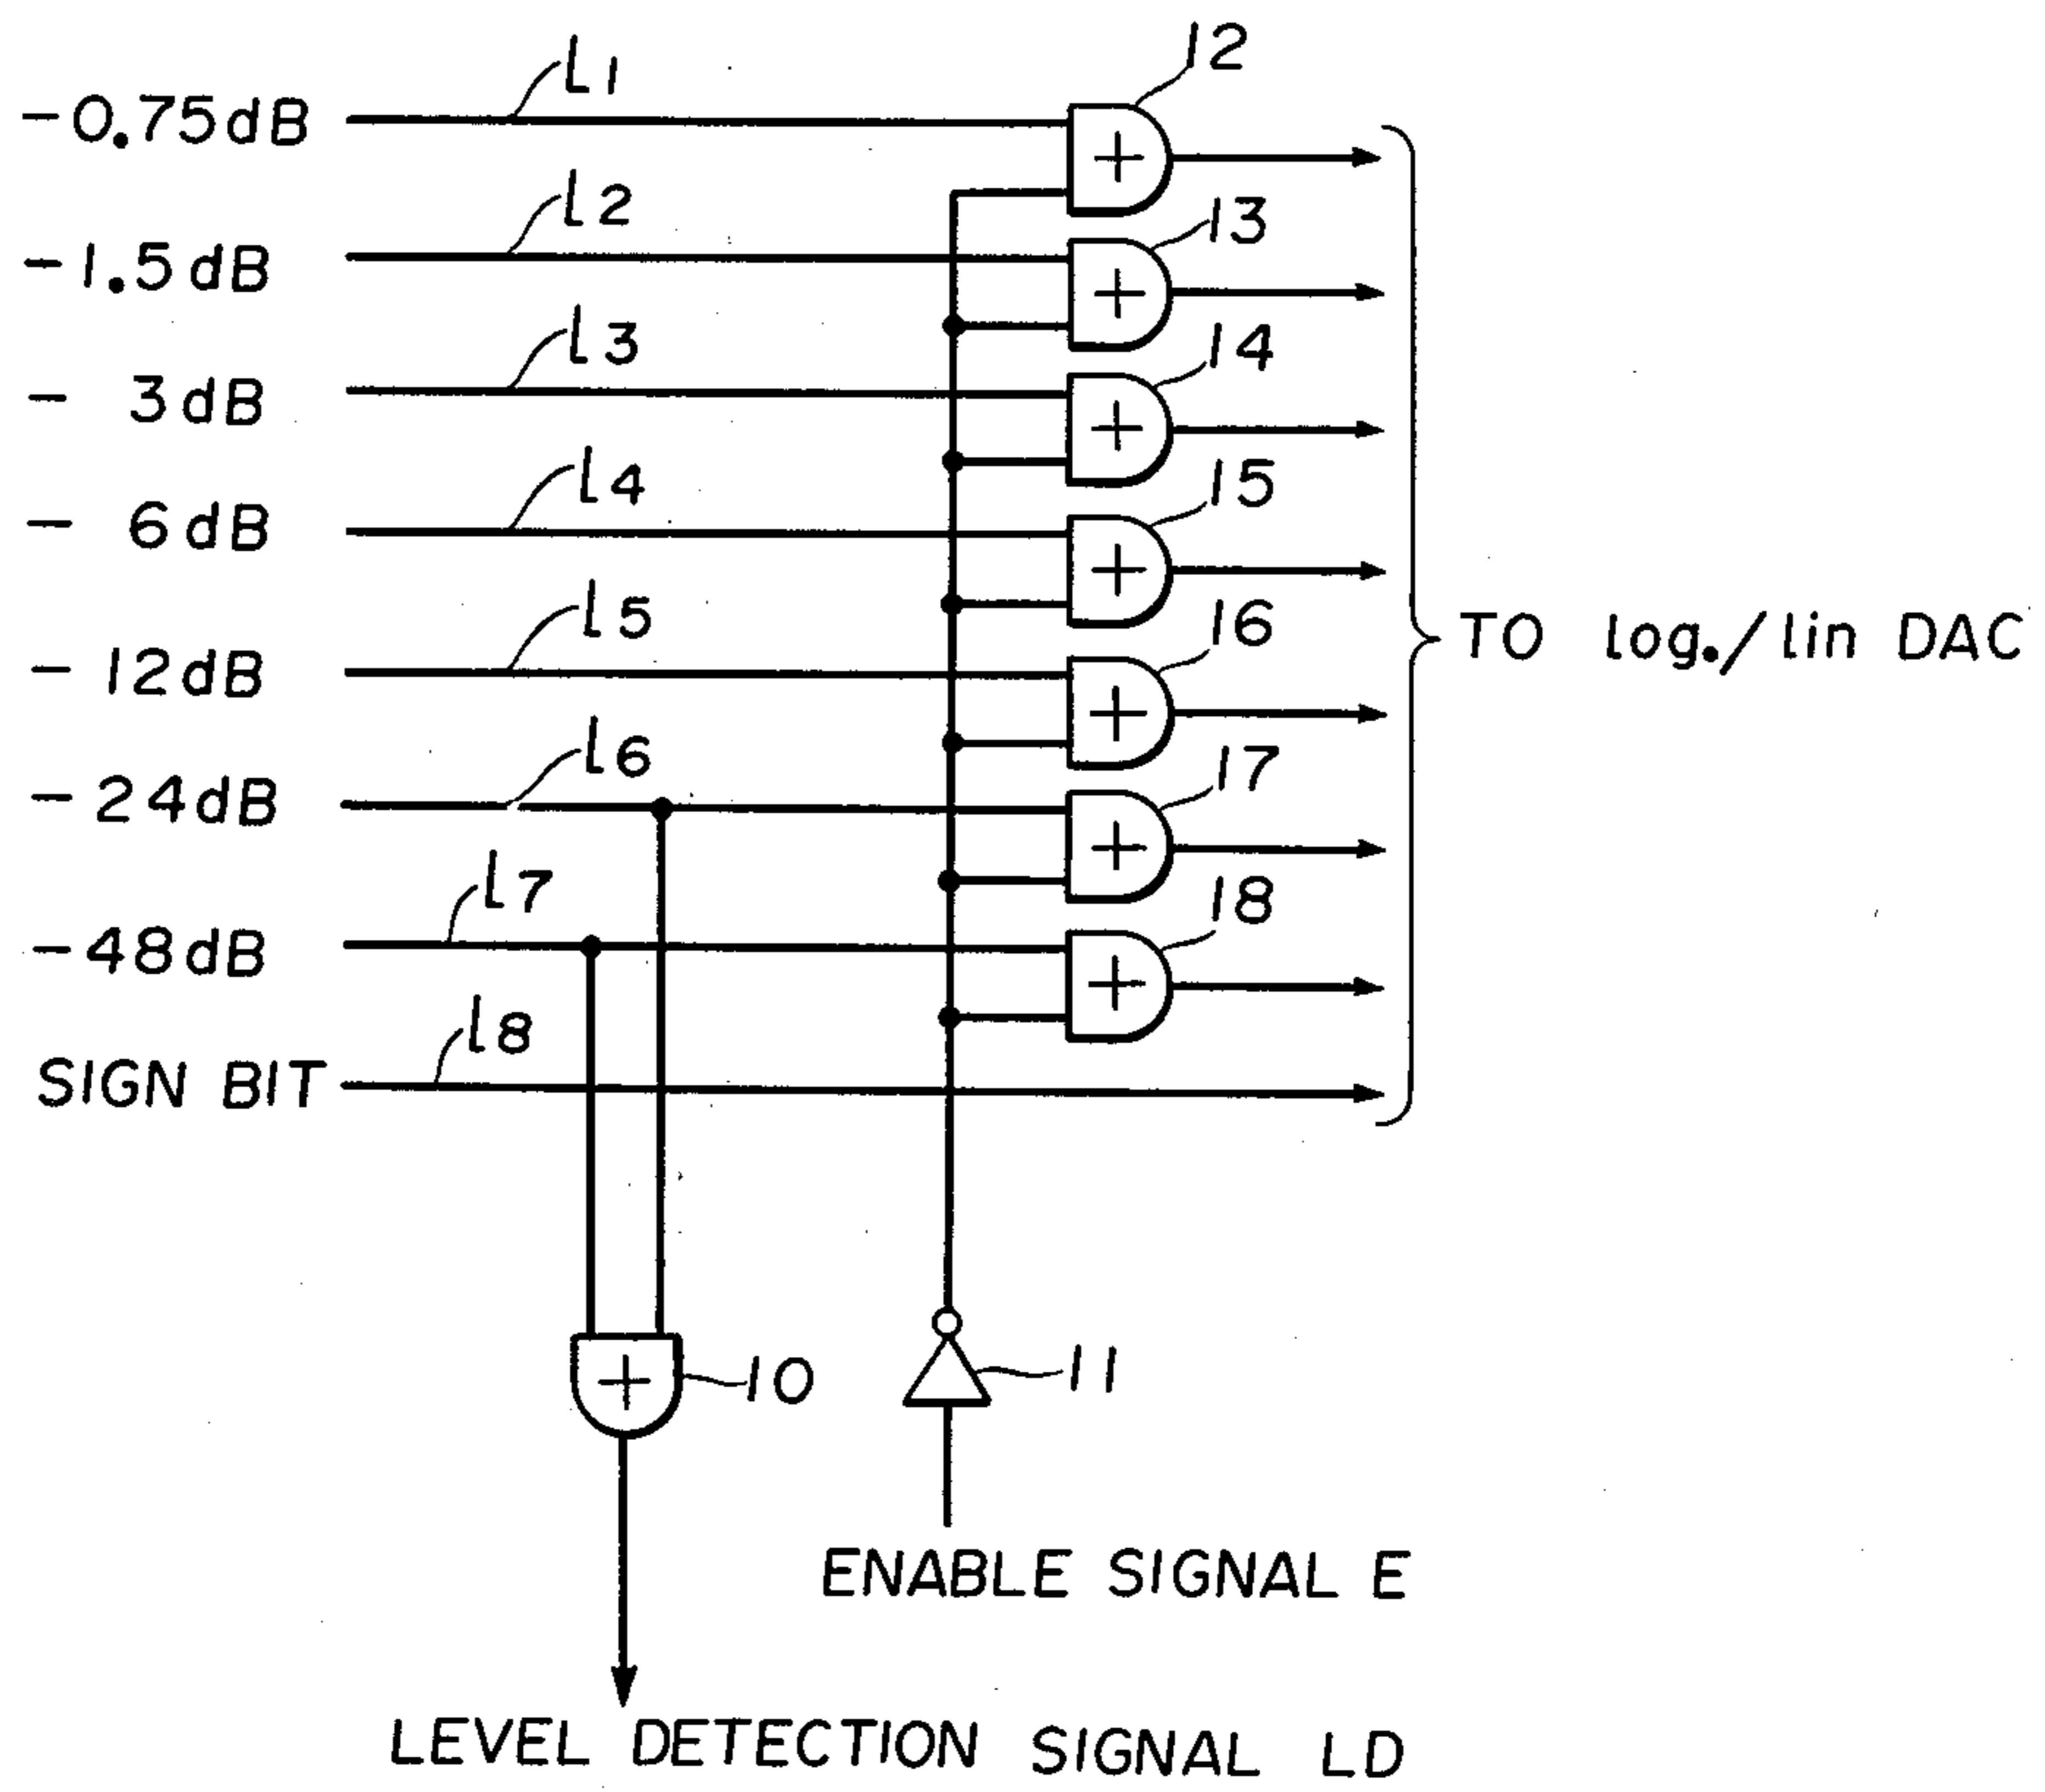 12
l1
-0.75dB
l2
13
-1.5dB
l3
14
- 3dB
l4
15
- 6dB
l5
16
TO log./lin DAC
- 12dB
l6
17
- 24dB
l7
18
-48dB
l8
SIGN BIT
10
11
ENABLE SIGNAL E
LEVEL DETECTION SIGNAL LD